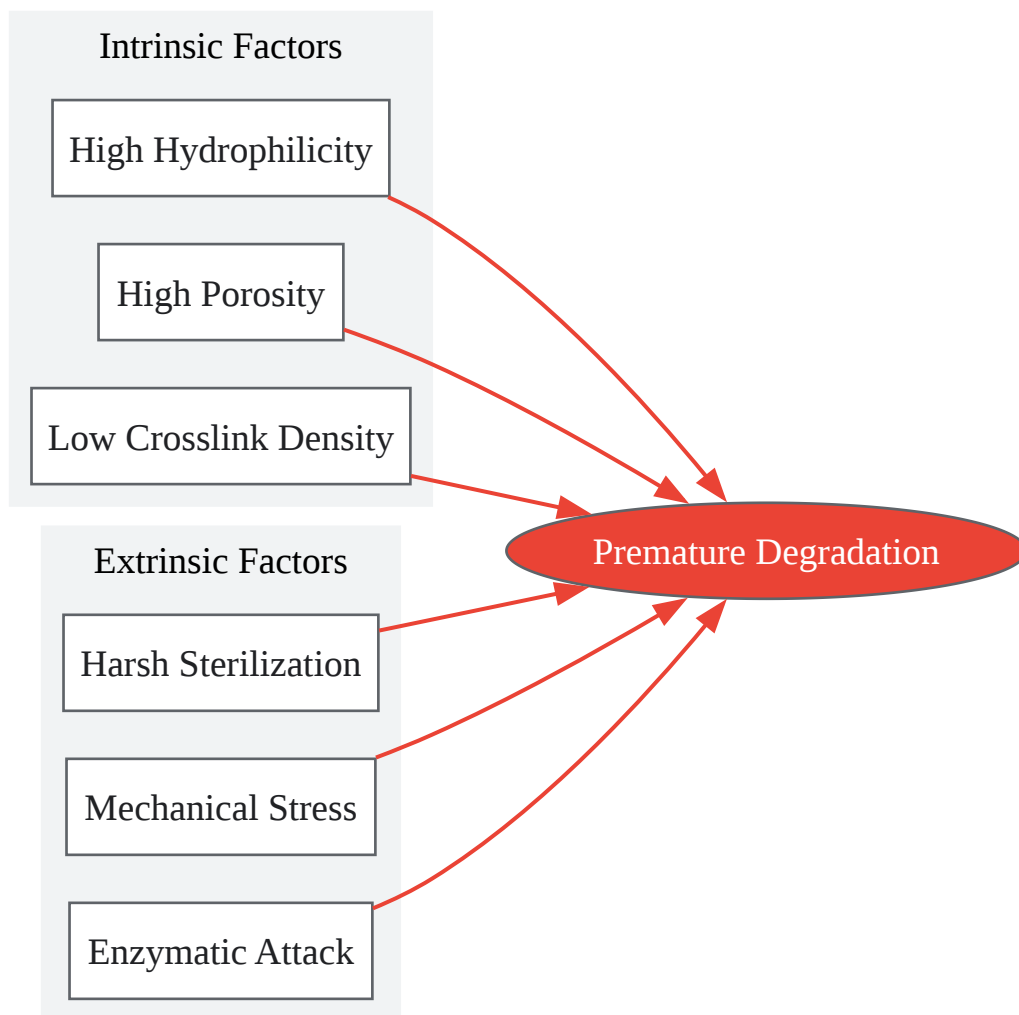 Intrinsic Factors
High Hydrophilicity
High Porosity
Low Crosslink Density
Premature Degradation
Extrinsic Factors
Harsh Sterilization
Mechanical Stress
Enzymatic Attack